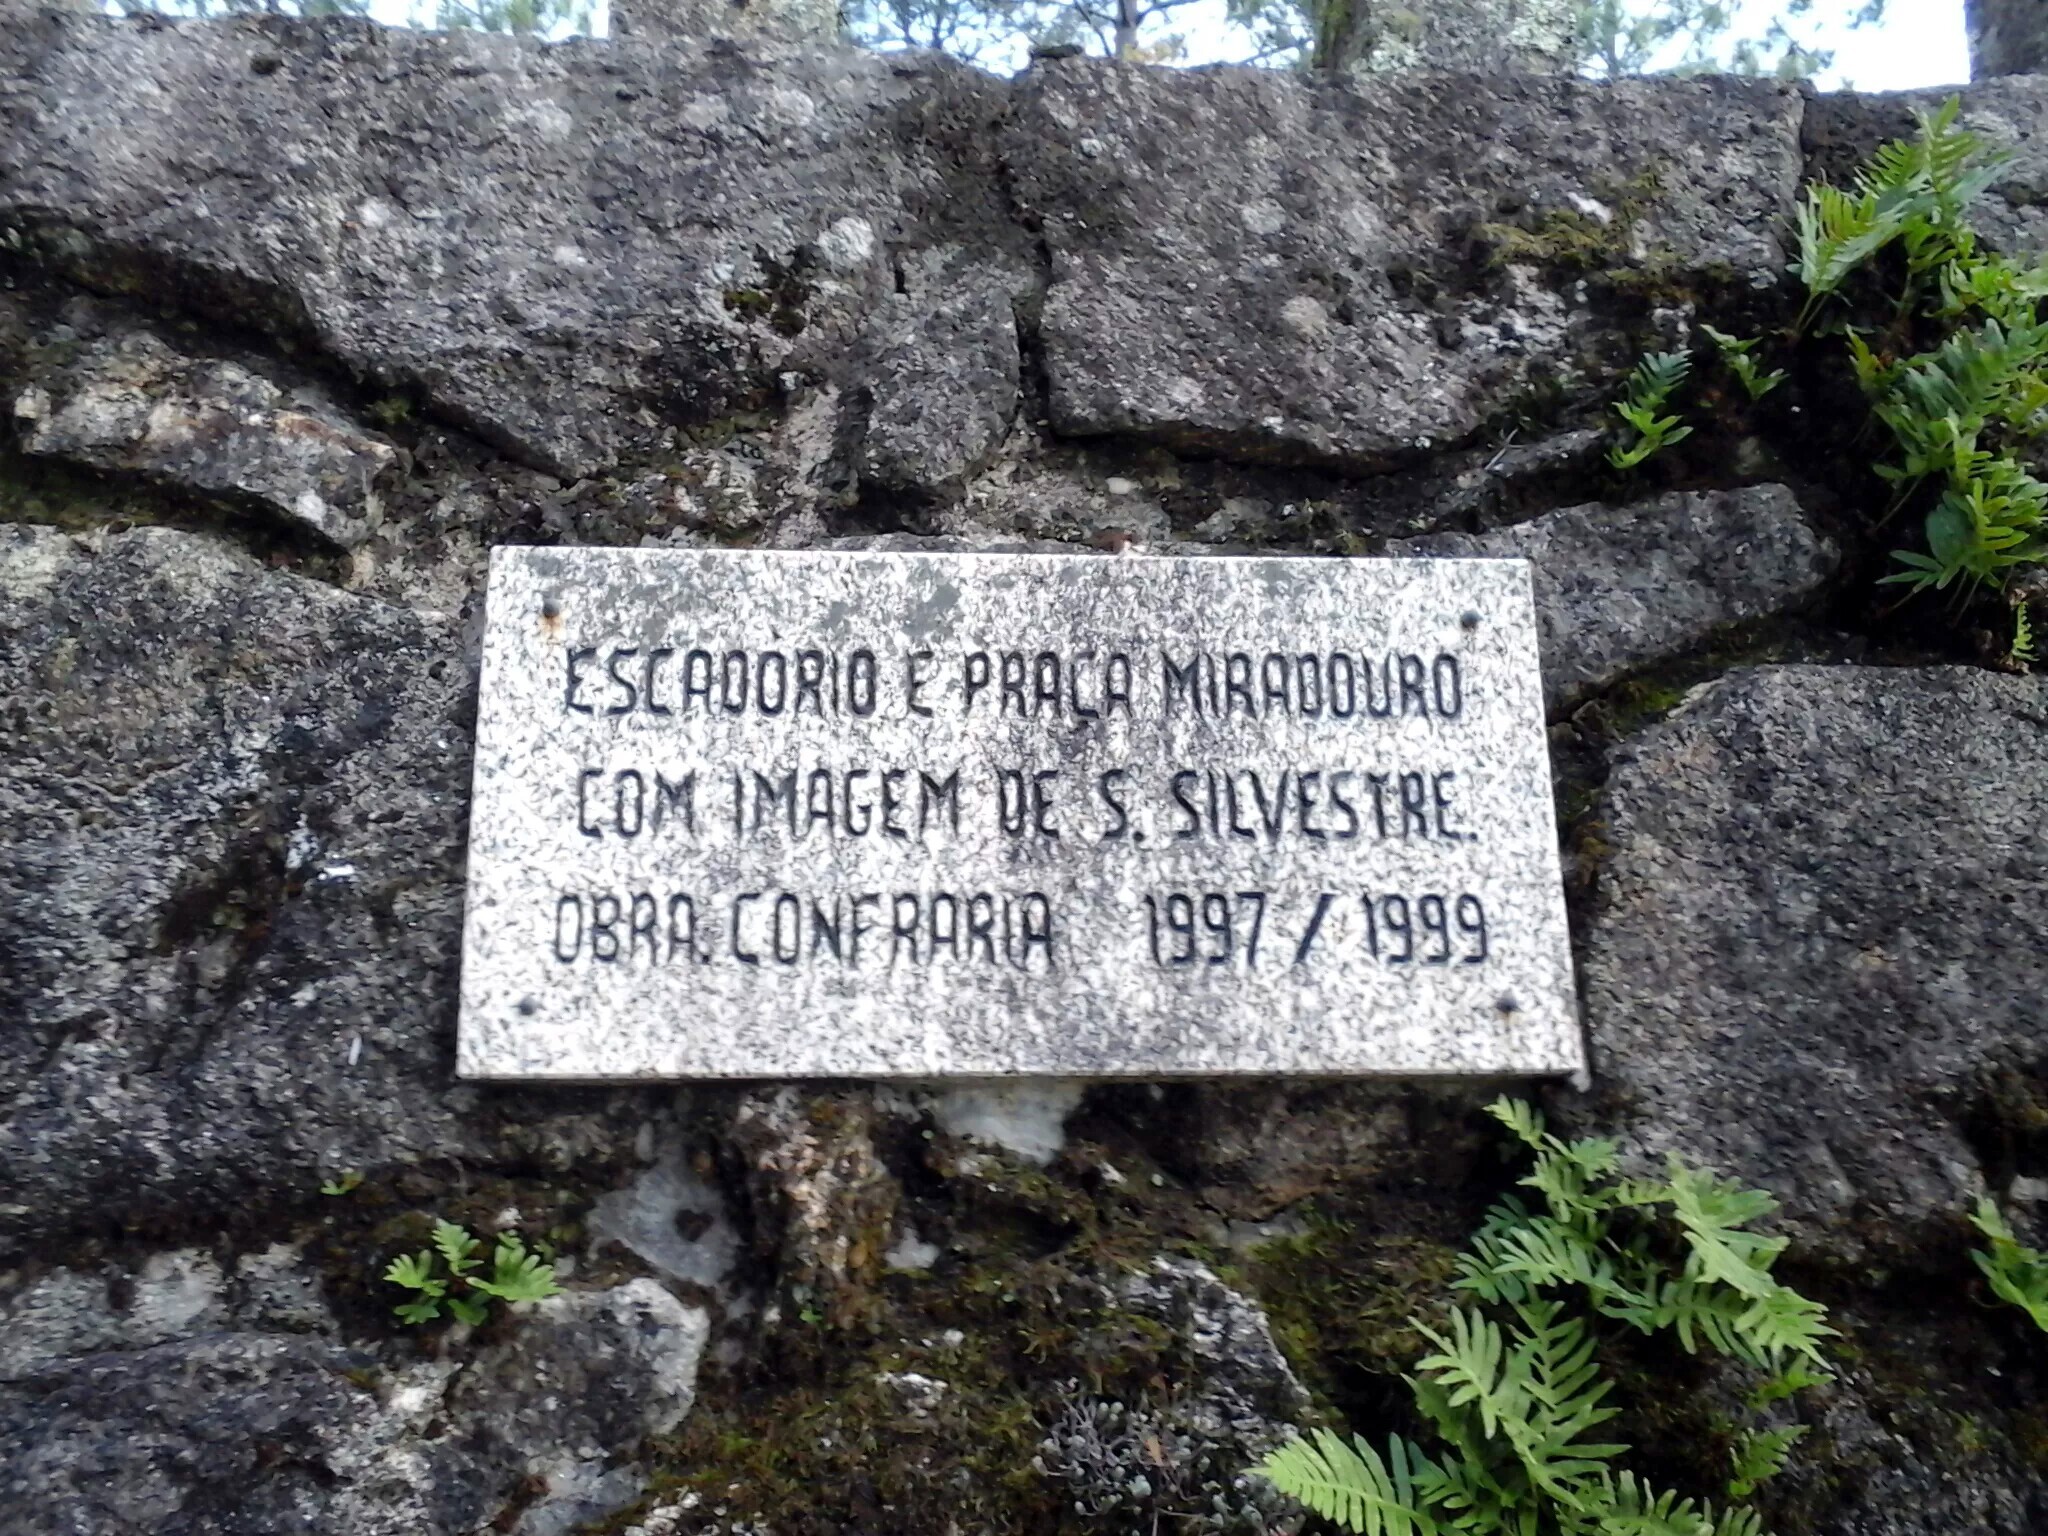 ESCADORIO E PRAÇA MIRADOURO
COM IMAGEM DE S. SILVESTRE.
OBRA. CONFRARIA 1997 / 1999